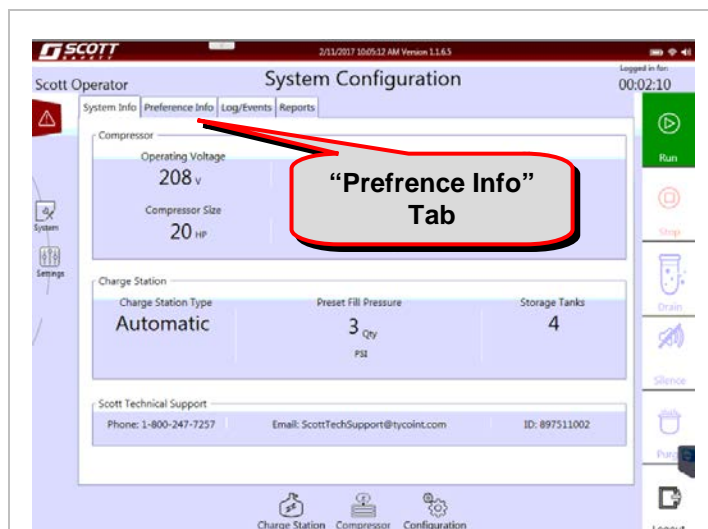 SCOTT
SAFETY
2/11/2017 10:05:12 AM Version 1.1.6.5
Scott Operator
System Configuration
Logged in for:
00:02:10
System Info
Preference Info
Log/Events
Reports
Compressor
Operating Voltage
208 v
Compressor Size
20 HP
“Prefrence Info”
Tab
Run
Stop
Drain
Silence
Purge
Logout
System
Settings
Charge Station
Charge Station Type
Automatic
Preset Fill Pressure
3 Qty
PSI
Storage Tanks
4
Scott Technical Support
Phone: 1-800-247-7257
Email: ScottTechSupport@tycoint.com
ID: 897511002
Charge Station
Compressor
Configuration